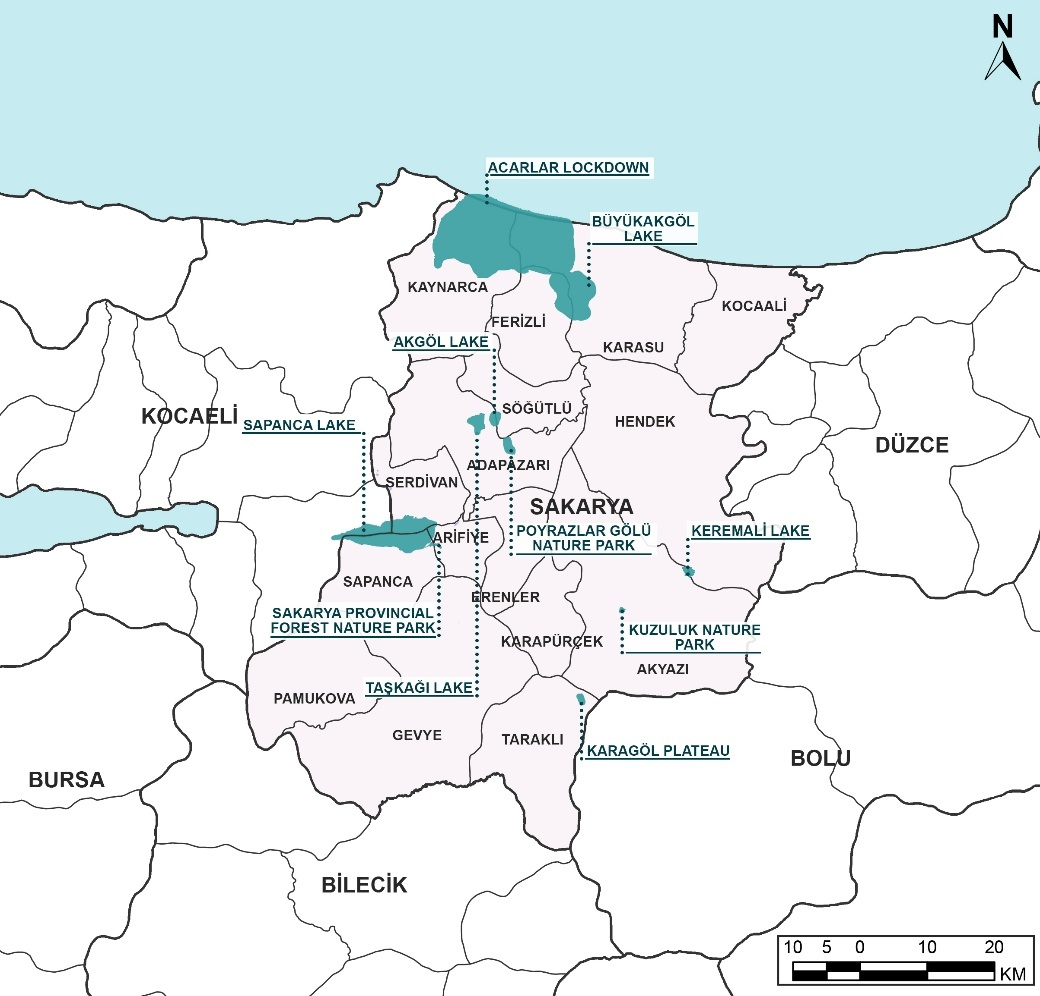 N
ACARLAR LOCKDOWN
BÜYÜKAKGÖL
LAKE
KAYNARCA
KOCAALİ
FERİZLİ
AKGÖL LAKE
KARASU
KOCAELİ
SÖĞÜTLÜ
HENDEK
SAPANCA LAKE
DÜZCE
ADAPAZARI
SERDİVAN
SAKARYA
ARİFİYE
POYRAZLAR GÖLÜ
NATURE PARK
KEREMALİ LAKE
SAPANCA
ERENLER
SAKARYA PROVINCIAL
FOREST NATURE PARK
KARAPÜRÇEK
KUZULUK NATURE
PARK
AKYAZI
TAŞKAĞI LAKE
PAMUKOVA
GEVYE
TARAKLI
KARAGÖL PLATEAU
BOLU
BURSA
BİLECİK
10 5 0 10 20
KM